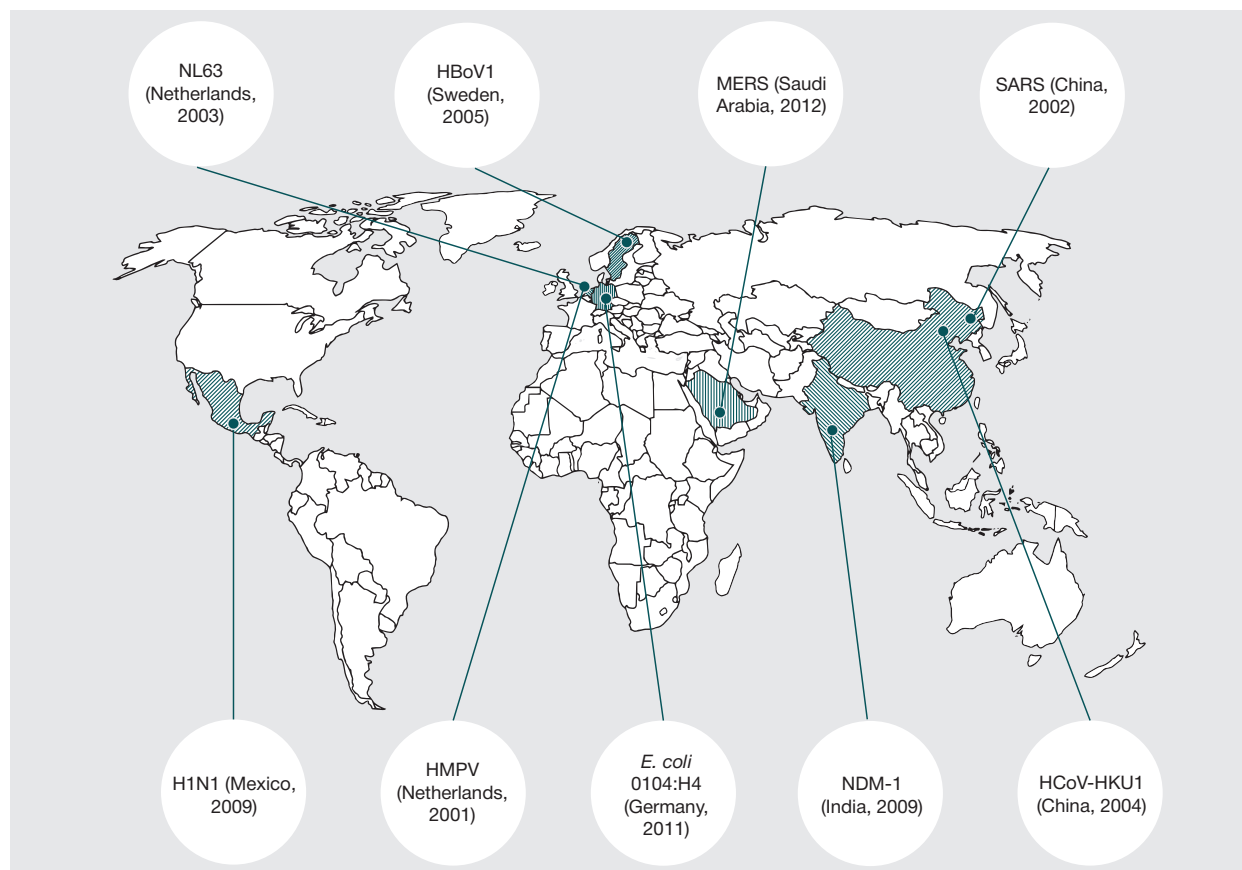 NL63
(Netherlands,
2003)
HBoV1
(Sweden,
2005)
MERS (Saudi
Arabia, 2012)
SARS (China,
2002)
H1N1 (Mexico,
2009)
HMPV
(Netherlands,
2001)
E. coli
0104:H4
(Germany,
2011)
NDM-1
(India, 2009)
HCoV-HKU1
(China, 2004)